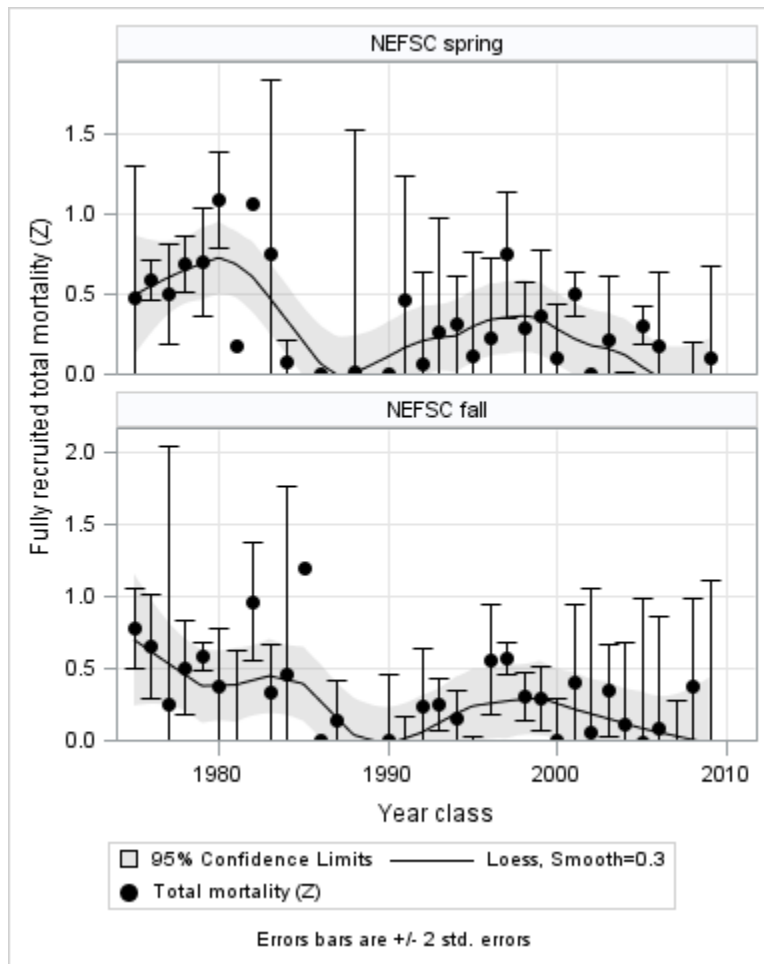 NEFSC spring
1.5
1.0
0.5
0.0
NEFSC fall
2.0
1.5
1.0
0.5
0.0
Fully recruited total mortality (Z)
1980 1990 2000 2010
Year class
95% Confidence Limits Loess, Smooth=0.3
Total mortality (Z)
Errors bars are +/- 2 std. errors